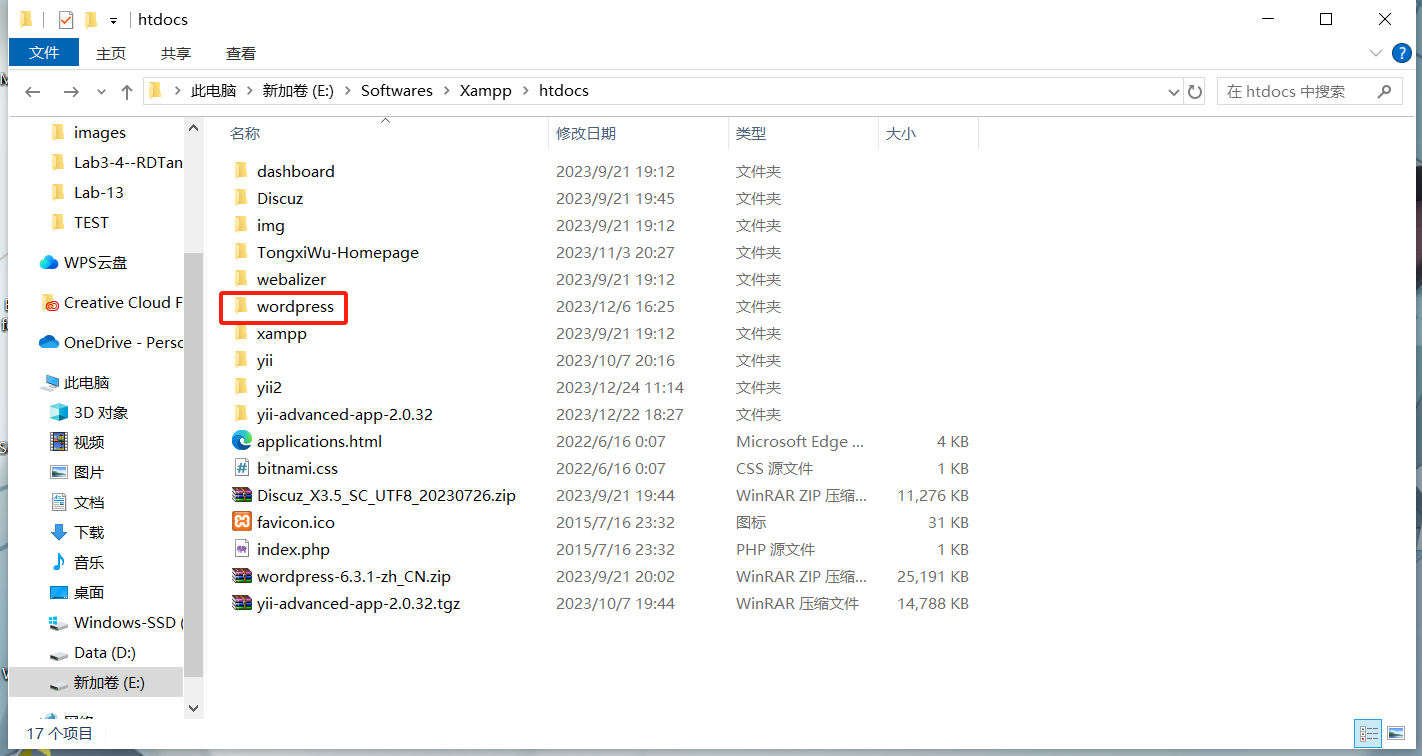 htdocs
文件 主页 共享 查看
此电脑 新加卷 (E:) Softwares Xampp htdocs 在 htdocs 中搜索
images
Lab3-4--RDTan
Lab-13
TEST
WPS云盘
Creative Cloud F
OneDrive - Persc
此电脑
3D 对象
视频
图片
文档
下载
音乐
桌面
Windows-SSD (
Data (D:)
新加卷 (E:)
网络
名称 修改日期 类型 大小
dashboard 2023/9/21 19:12 文件夹
Discuz 2023/9/21 19:45 文件夹
img 2023/9/21 19:12 文件夹
TongxiWu-Homepage 2023/11/3 20:27 文件夹
webalizer 2023/9/21 19:12 文件夹
wordpress 2023/12/6 16:25 文件夹
xampp 2023/9/21 19:12 文件夹
yii 2023/10/7 20:16 文件夹
yii2 2023/12/24 11:14 文件夹
yii-advanced-app-2.0.32 2023/12/22 18:27 文件夹
applications.html 2022/6/16 0:07 Microsoft Edge ... 4 KB
bitnami.css 2022/6/16 0:07 CSS 源文件 1 KB
Discuz_X3.5_SC_UTF8_20230726.zip 2023/9/21 19:44 WinRAR ZIP 压缩... 11,276 KB
favicon.ico 2015/7/16 23:32 图标 31 KB
index.php 2015/7/16 23:32 PHP 源文件 1 KB
wordpress-6.3.1-zh_CN.zip 2023/9/21 20:02 WinRAR ZIP 压缩... 25,191 KB
yii-advanced-app-2.0.32.tgz 2023/10/7 19:44 WinRAR 压缩文件 14,788 KB
17 个项目